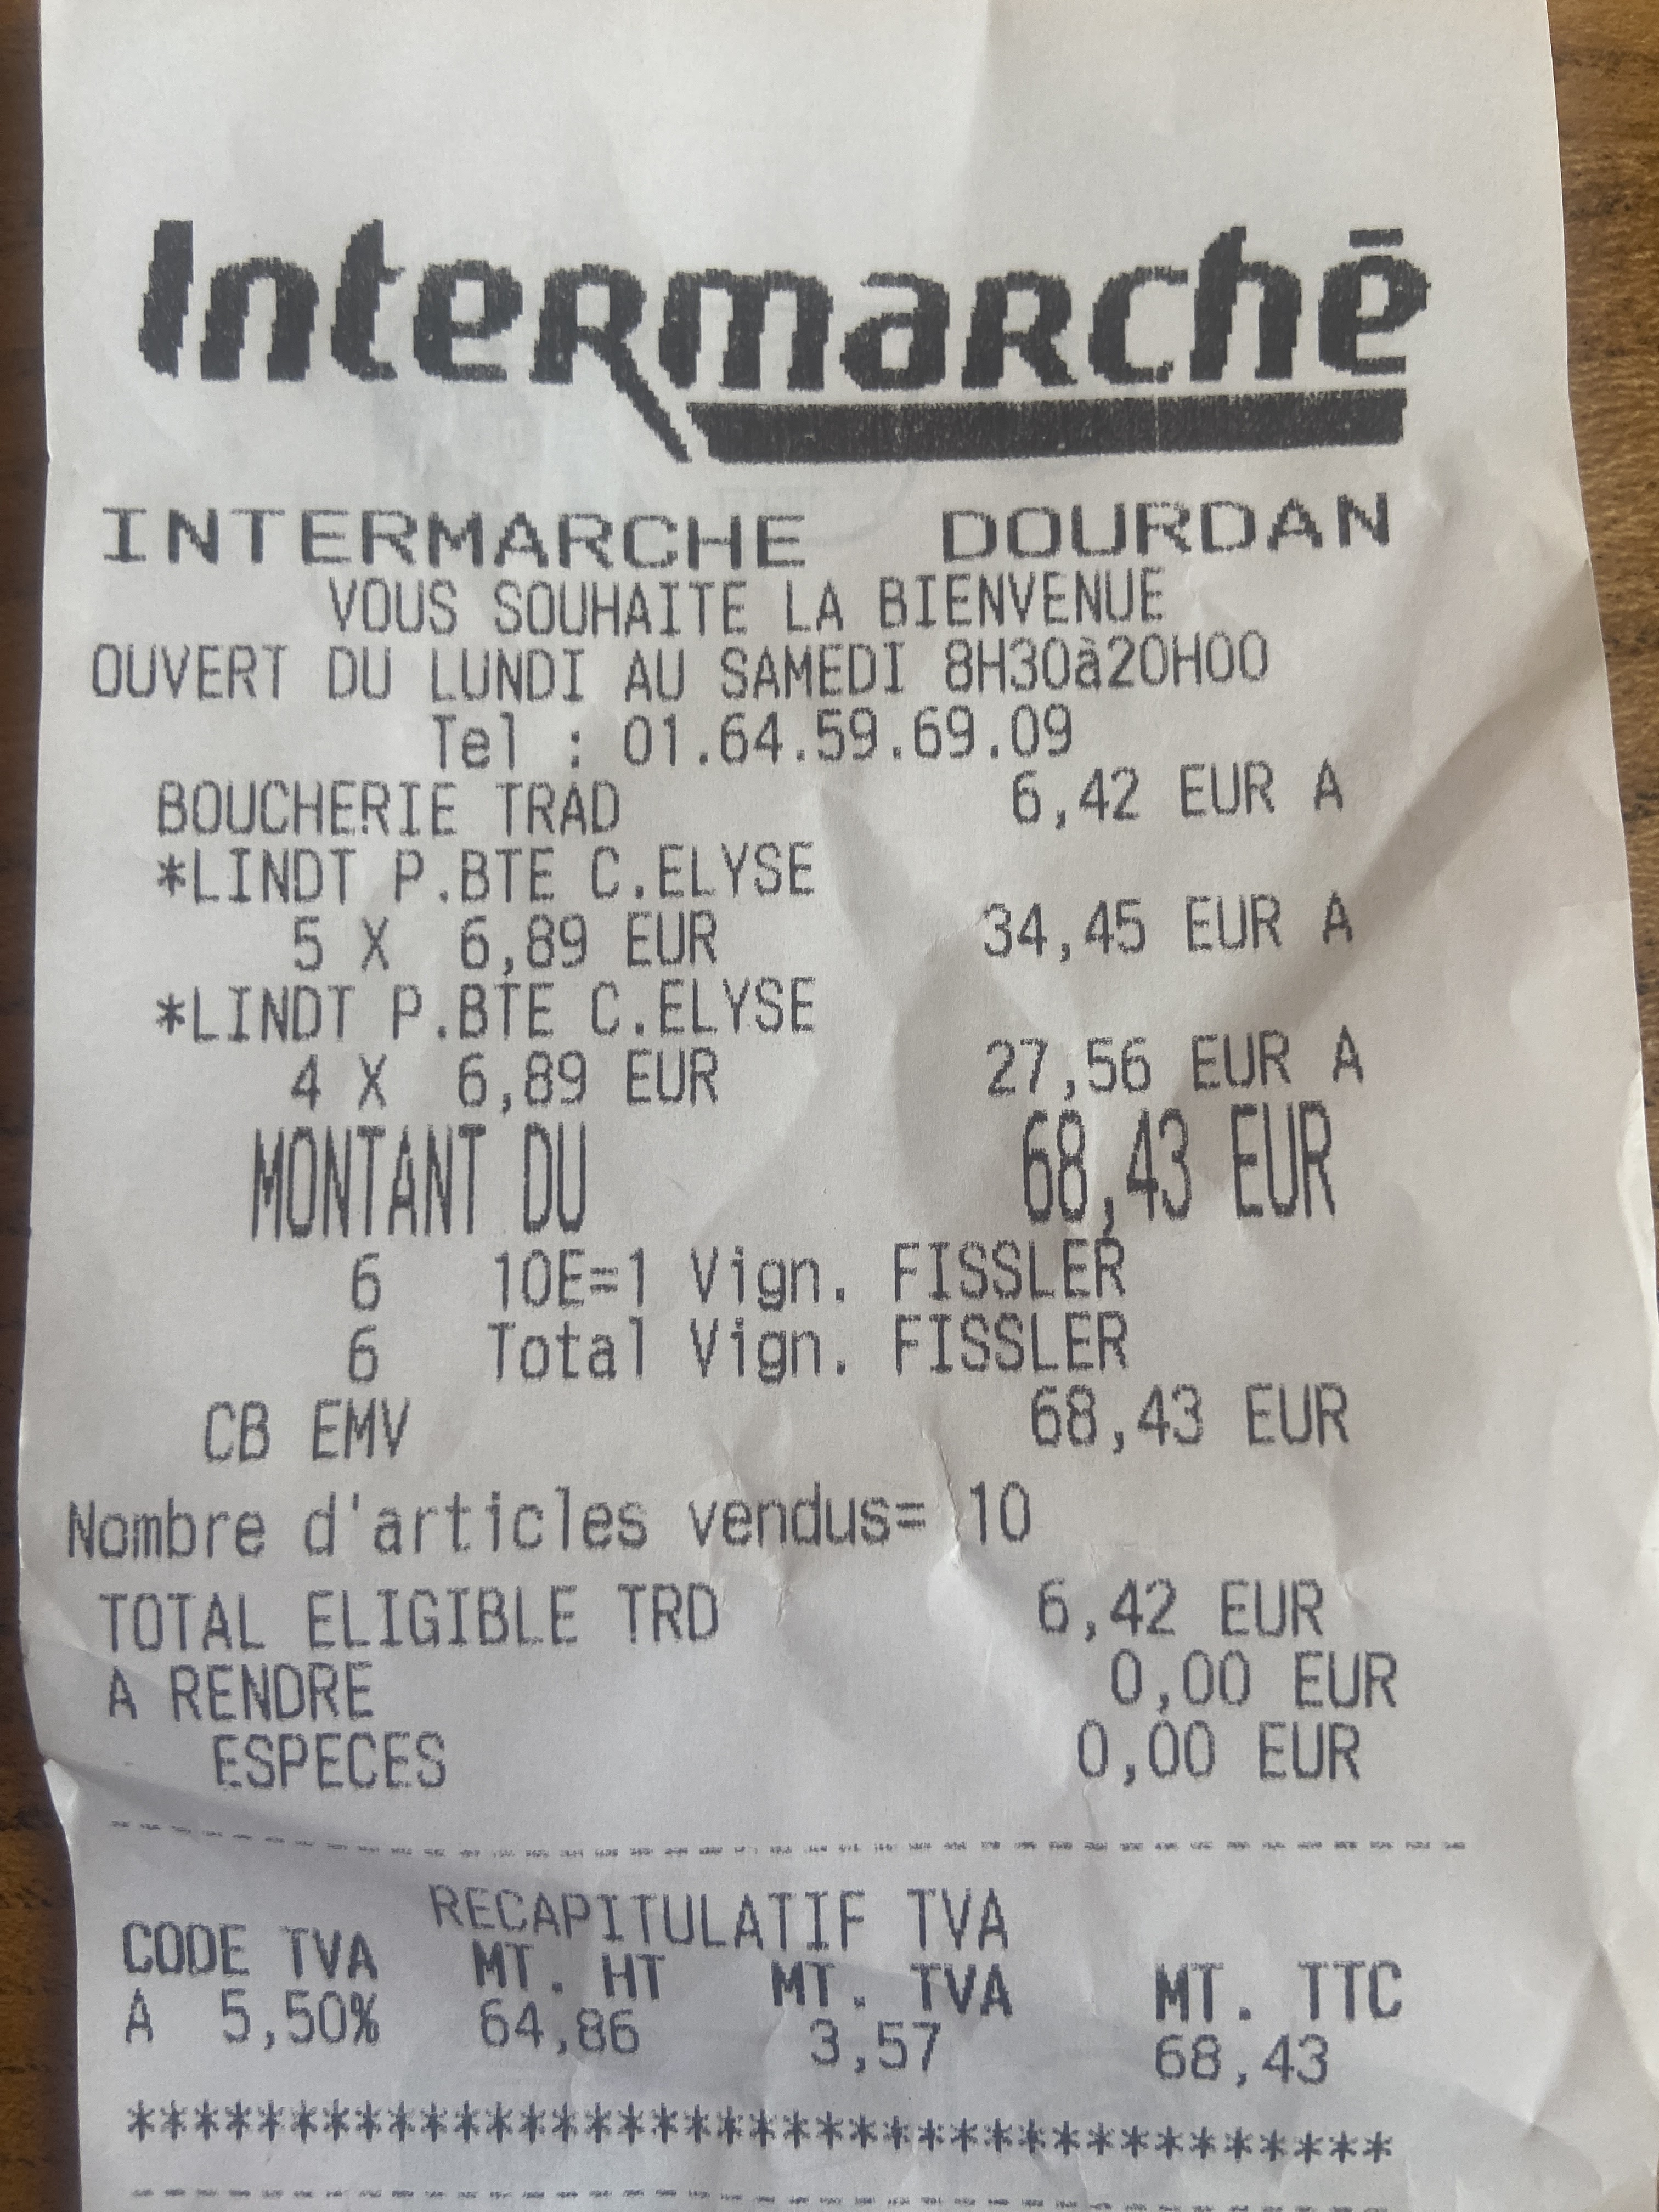 Intermarché
INTERMARCHE DOURDAN
VOUS SOUHAITE LA BIENVENUE
OUVERT DU LUNDI AU SAMEDI 8H30à20H00
Tel : 01.64.59.69.09
BOUCHERIE TRAD 6,42 EUR A
*LINDT P.BTE C.ELYSE
5 X 6,89 EUR 34,45 EUR A
*LINDT P.BTE C.ELYSE
4 X 6,89 EUR 27,56 EUR A
MONTANT DU 68,43 EUR
6 10E=1 Vign. FISSLER
6 Total Vign. FISSLER
CB EMV 68,43 EUR
Nombre d'articles vendus= 10
TOTAL ELIGIBLE TRD 6,42 EUR
A RENDRE 0,00 EUR
ESPECES 0,00 EUR
----------------------------------------
RECAPITULATIF TVA
CODE TVA MT. HT MT. TVA MT. TTC
A 5,50% 64,86 3,57 68,43
***************************************
----------------------------------------